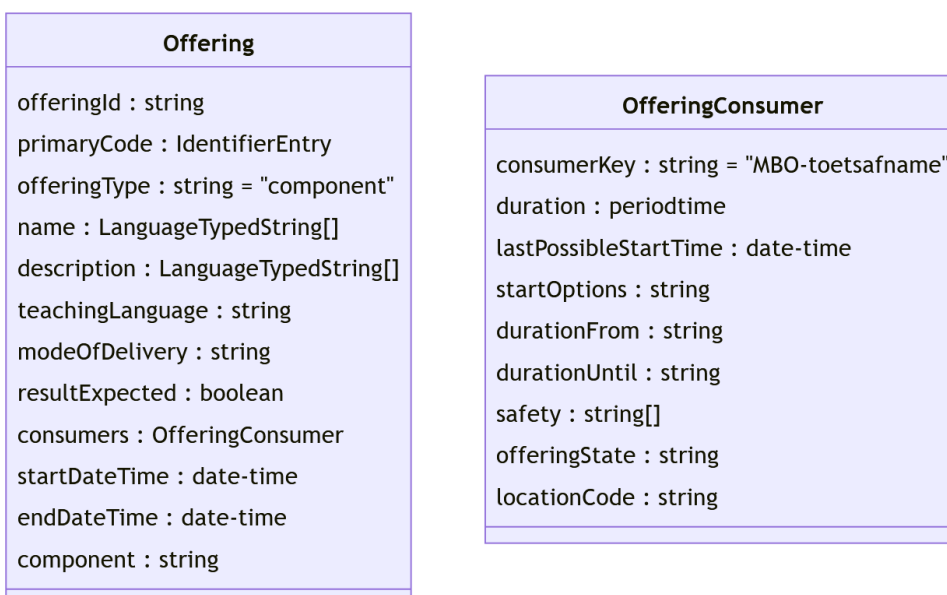 Offering
offeringId : string
primaryCode : IdentifierEntry
offeringType : string = "component"
name : LanguageTypedString[]
description : LanguageTypedString[]
teachingLanguage : string
modeOfDelivery : string
resultExpected : boolean
consumers : OfferingConsumer
startDateTime : date-time
endDateTime : date-time
component : string
OfferingConsumer
consumerKey : string = "MBO-toetsafname"
duration : periodtime
lastPossibleStartTime : date-time
startOptions : string
durationFrom : string
durationUntil : string
safety : string[]
offeringState : string
locationCode : string